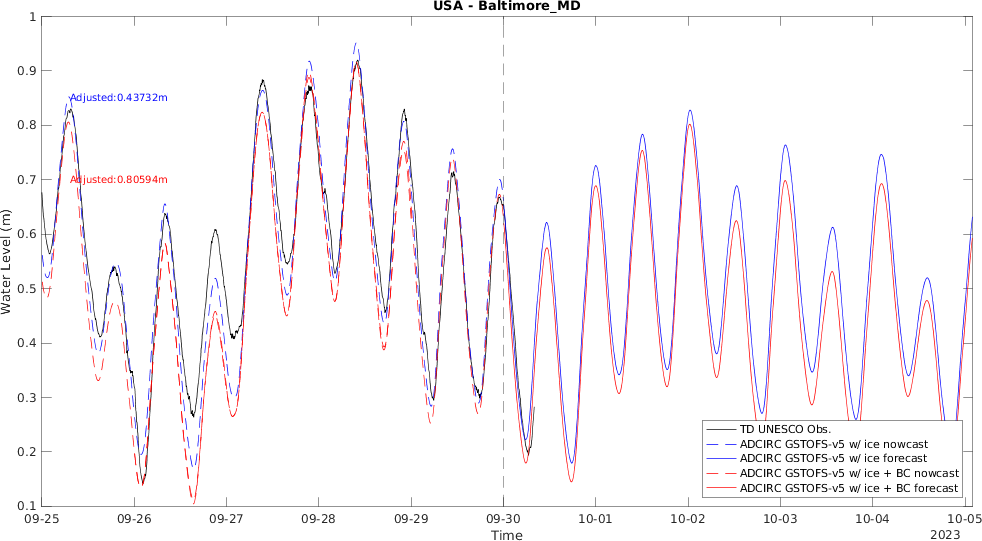 USA - Baltimore_MD
1
0.9
0.8
0.7
0.6
0.5
0.4
0.3
0.2
0.1
Water Level (m)
Adjusted:0.43732m
Adjusted:0.80594m
TD UNESCO Obs.
ADCIRC GSTOFS-v5 w/ ice nowcast
ADCIRC GSTOFS-v5 w/ ice forecast
ADCIRC GSTOFS-v5 w/ ice + BC nowcast
ADCIRC GSTOFS-v5 w/ ice + BC forecast
09-25 09-26 09-27 09-28 09-29 09-30 10-01 10-02 10-03 10-04 10-05
Time
2023